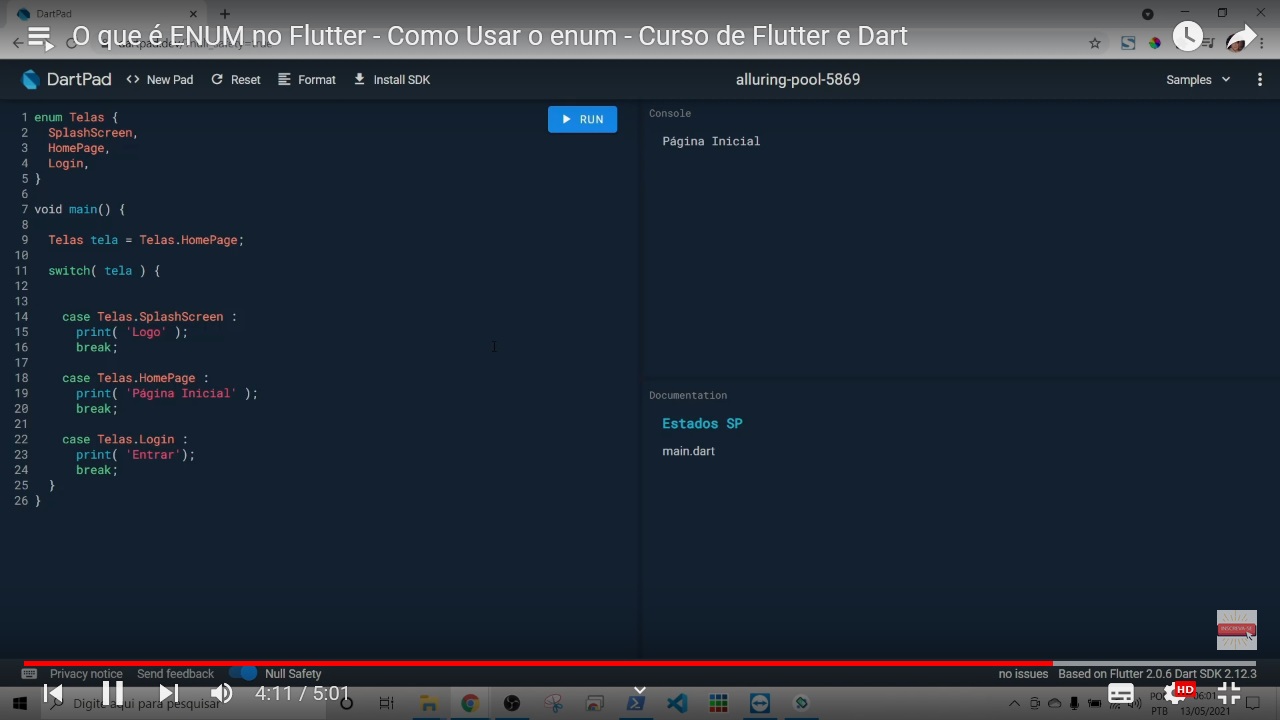 DartPad
O que é ENUM no Flutter - Como Usar o enum - Curso de Flutter e Dart
DartPad
<> New Pad
Reset
Format
Install SDK
alluring-pool-5869
Samples
1 enum Telas {
2 SplashScreen,
3 HomePage,
4 Login,
5 }
6
7 void main() {
8
9 Telas tela = Telas.HomePage;
10
11 switch( tela ) {
12
13
14 case Telas.SplashScreen :
15 print( 'Logo' );
16 break;
17
18 case Telas.HomePage :
19 print( 'Página Inicial' );
20 break;
21
22 case Telas.Login :
23 print( 'Entrar');
24 break;
25 }
26 }
RUN
Console
Página Inicial
Documentation
Estados SP
main.dart
INSCREVA-SE
Privacy notice
Send feedback
Null Safety
no issues
Based on Flutter 2.0.6 Dart SDK 2.12.3
4:11 / 5:01
Digite aqui para pesquisar
HD
06:01
PTB
13/05/2021